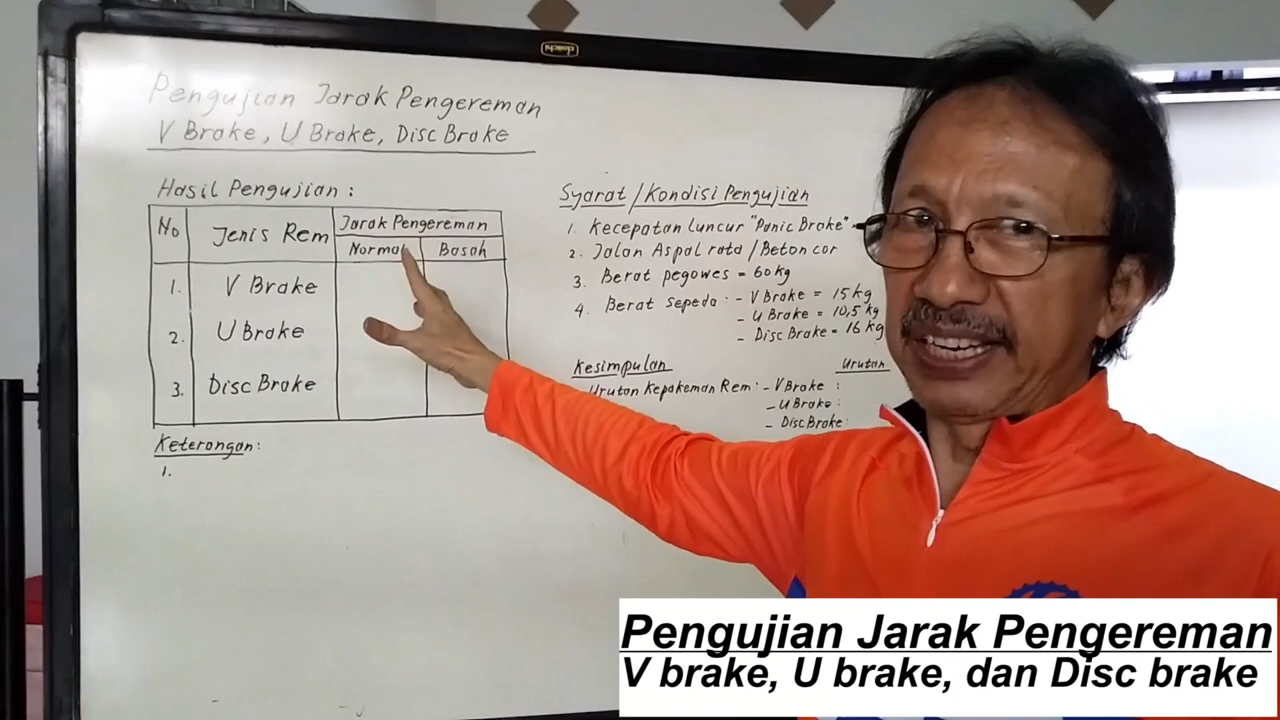 daiichi
Pengujian Jarak Pengereman
V Brake, U Brake, Disc Brake
Hasil Pengujian :
No
Jenis Rem
Jarak Pengereman
Normal
Basah
1.
V Brake
2.
U Brake
3.
Disc Brake
Keterangan:
1.
Syarat/Kondisi Pengujian
1. Kecepatan luncur "Panic Brake"
2. Jalan Aspal rata / Beton cor
3. Berat pegowes = 60 kg
4. Berat sepeda : - V Brake = 15 kg
- U Brake = 10,5 kg
- Disc Brake = 16 kg
Kesimpulan
Urutan
Urutan Kepakeman Rem : - V Brake :
- U Brake :
- Disc Brake :
Pengujian Jarak Pengereman
V brake, U brake, dan Disc brake